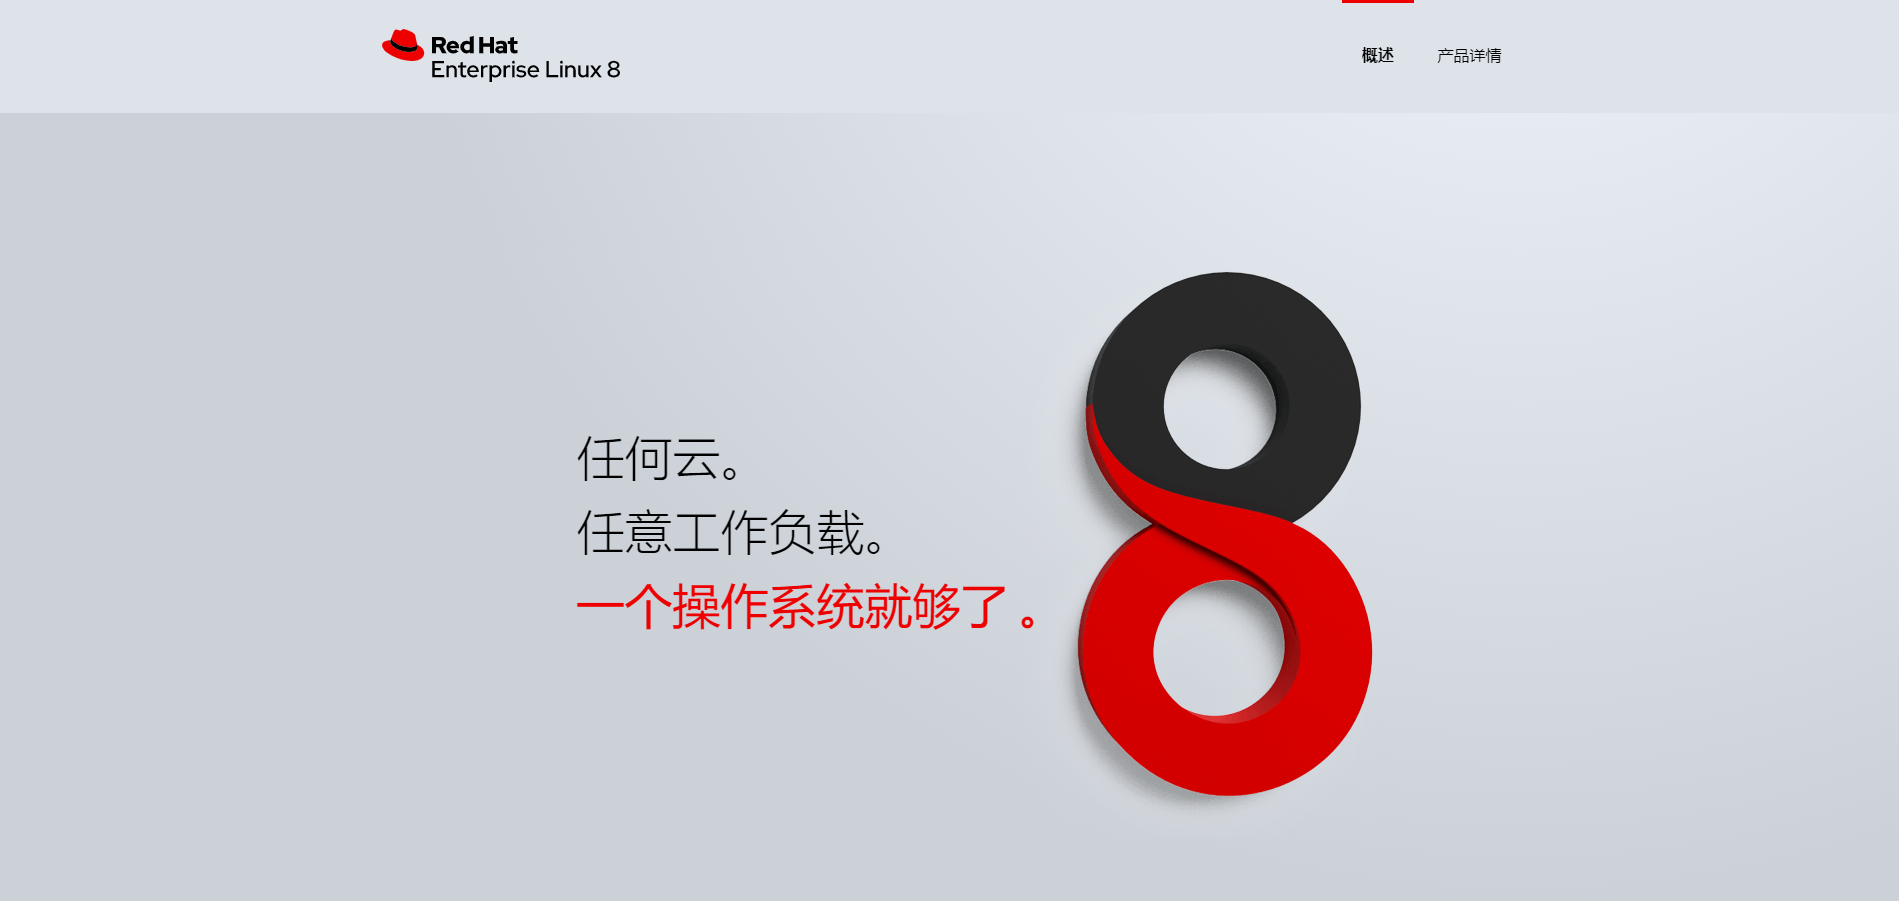 Red Hat
Enterprise Linux 8
概述
产品详情
任何云。
任意工作负载。
一个操作系统就够了 。
8